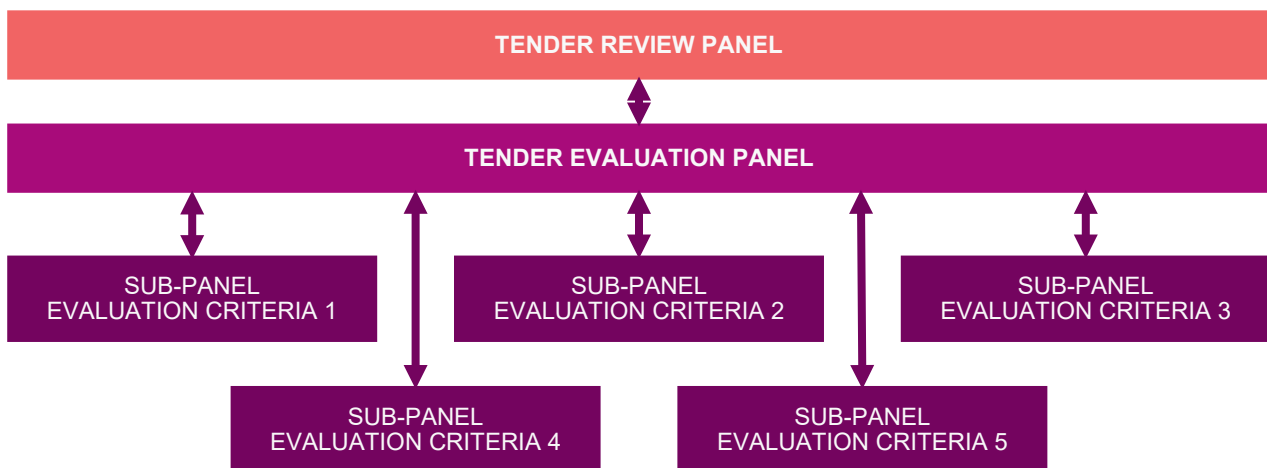 TENDER REVIEW PANEL
TENDER EVALUATION PANEL
SUB-PANEL
EVALUATION CRITERIA 1
SUB-PANEL
EVALUATION CRITERIA 2
SUB-PANEL
EVALUATION CRITERIA 3
SUB-PANEL
EVALUATION CRITERIA 4
SUB-PANEL
EVALUATION CRITERIA 5